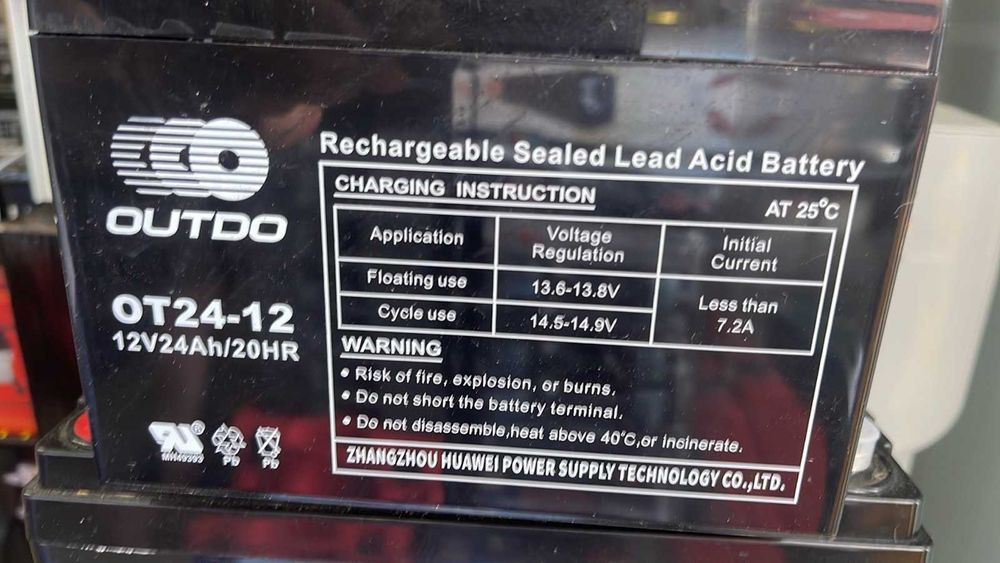 OUTDO
OT24-12
12V24Ah/20HR
MH49393
Pb
Pb
Rechargeable Sealed Lead Acid Battery
CHARGING INSTRUCTION
AT 25°C
Application
Voltage
Regulation
Initial
Current
Floating use
13.6-13.8V
Less than
7.2A
Cycle use
14.5-14.9V
WARNING
• Risk of fire, explosion, or burns.
• Do not short the battery terminal.
• Do not disassemble,heat above 40°C,or incinerate.
ZHANGZHOU HUAWEI POWER SUPPLY TECHNOLOGY CO.,LTD.